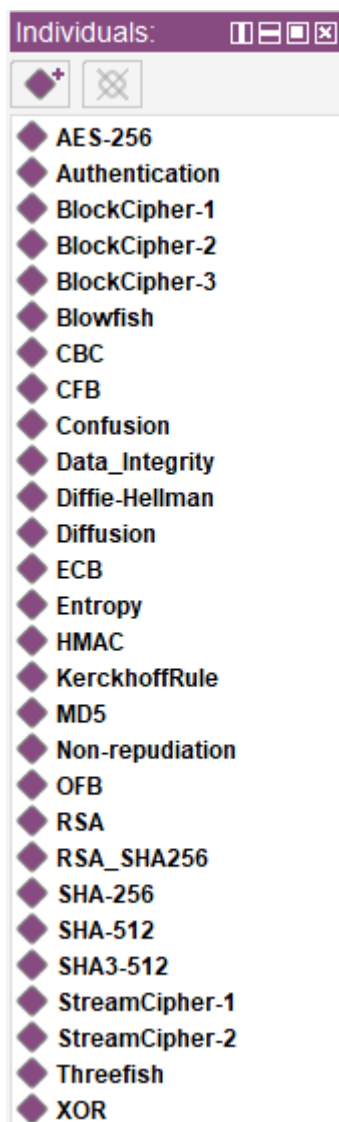 Individuals:
AES-256
Authentication
BlockCipher-1
BlockCipher-2
BlockCipher-3
Blowfish
CBC
CFB
Confusion
Data_Integrity
Diffie-Hellman
Diffusion
ECB
Entropy
HMAC
KerckhoffRule
MD5
Non-repudiation
OFB
RSA
RSA_SHA256
SHA-256
SHA-512
SHA3-512
StreamCipher-1
StreamCipher-2
Threefish
XOR